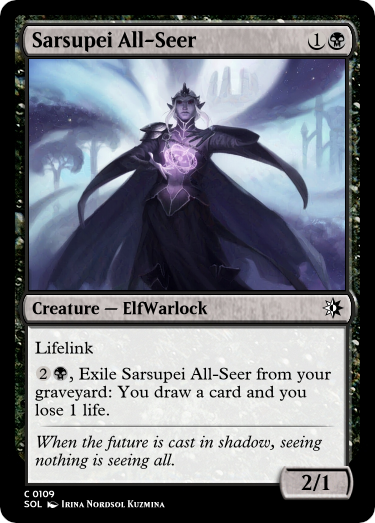 Sarsupei All-Seer 1
Creature — ElfWarlock
Lifelink
2, Exile Sarsupei All-Seer from your
graveyard: You draw a card and you
lose 1 life.
When the future is cast in shadow, seeing
nothing is seeing all.
2/1
C 0109
SOL Irina Nordsol Kuzmina